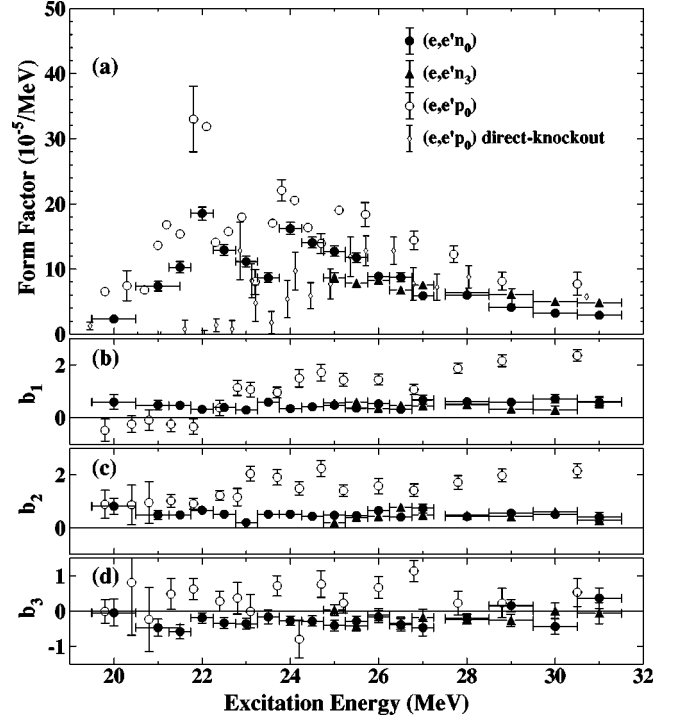 50
40
30
20
10
0
Form Factor (10⁻⁵/MeV)
(a)
(e,e'n₀)
(e,e'n₃)
(e,e'p₀)
(e,e'p₀) direct-knockout
(b)
2
0
b₁
(c)
2
0
b₂
(d)
1
0
-1
b₃
20 22 24 26 28 30 32
Excitation Energy (MeV)